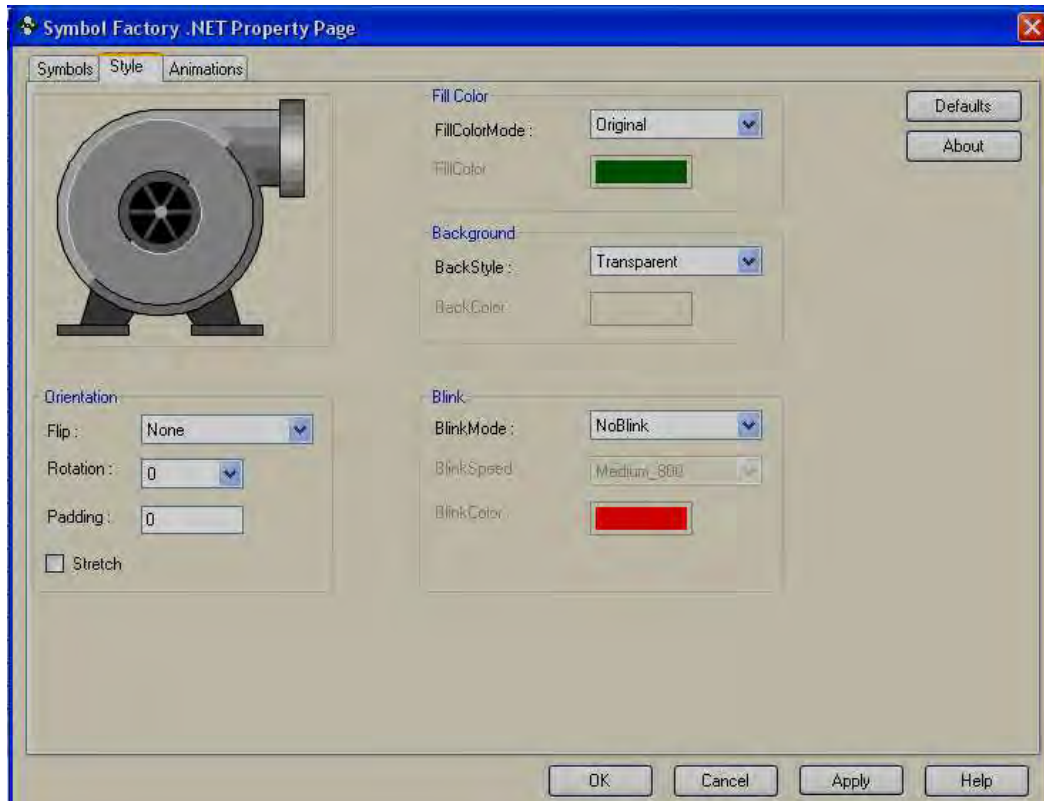 Symbol Factory .NET Property Page
Symbols Style Animations
Fill Color
FillColorMode : Original
FillColor
Defaults
About
Background
BackStyle : Transparent
BackColor
Orientation
Flip : None
Rotation : 0
Padding : 0
Stretch
Blink
BlinkMode : NoBlink
BlinkSpeed Medium_800
BlinkColor
OK Cancel Apply Help